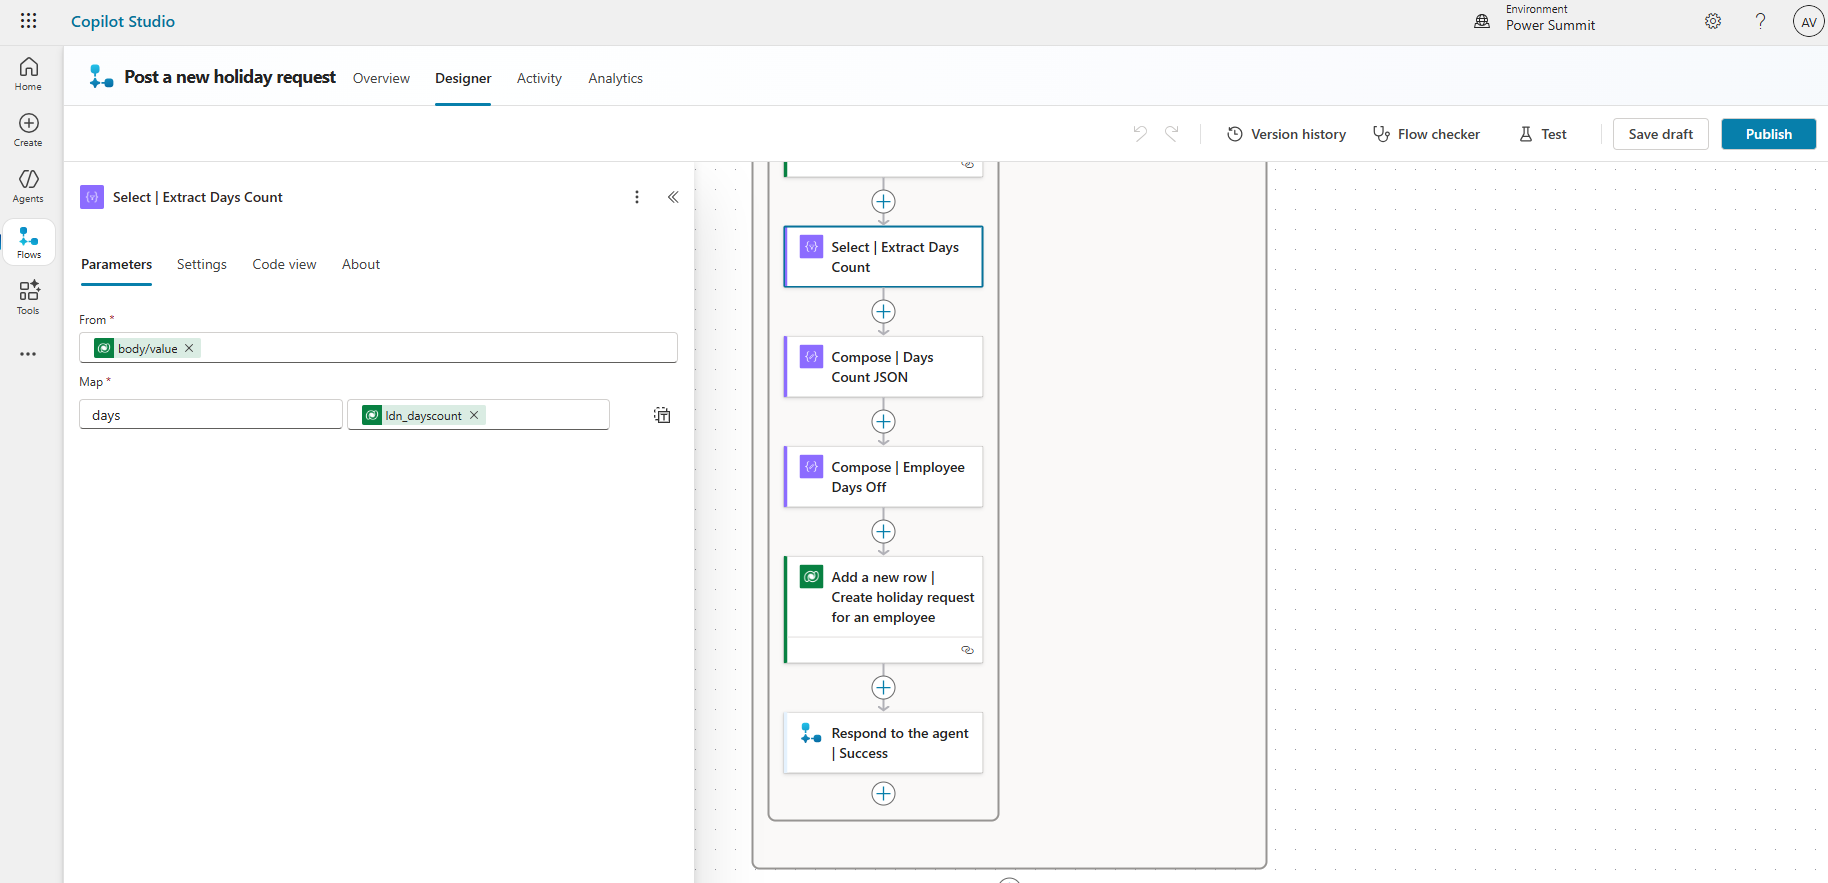 Copilot Studio
Environment
Power Summit
AV
Home
Create
Agents
Flows
Tools
Post a new holiday request
Overview
Designer
Activity
Analytics
Version history
Flow checker
Test
Save draft
Publish
Select | Extract Days Count
Parameters
Settings
Code view
About
From *
body/value
Map *
days
ldn_dayscount
Select | Extract Days
Count
Compose | Days
Count JSON
Compose | Employee
Days Off
Add a new row |
Create holiday request
for an employee
Respond to the agent
| Success